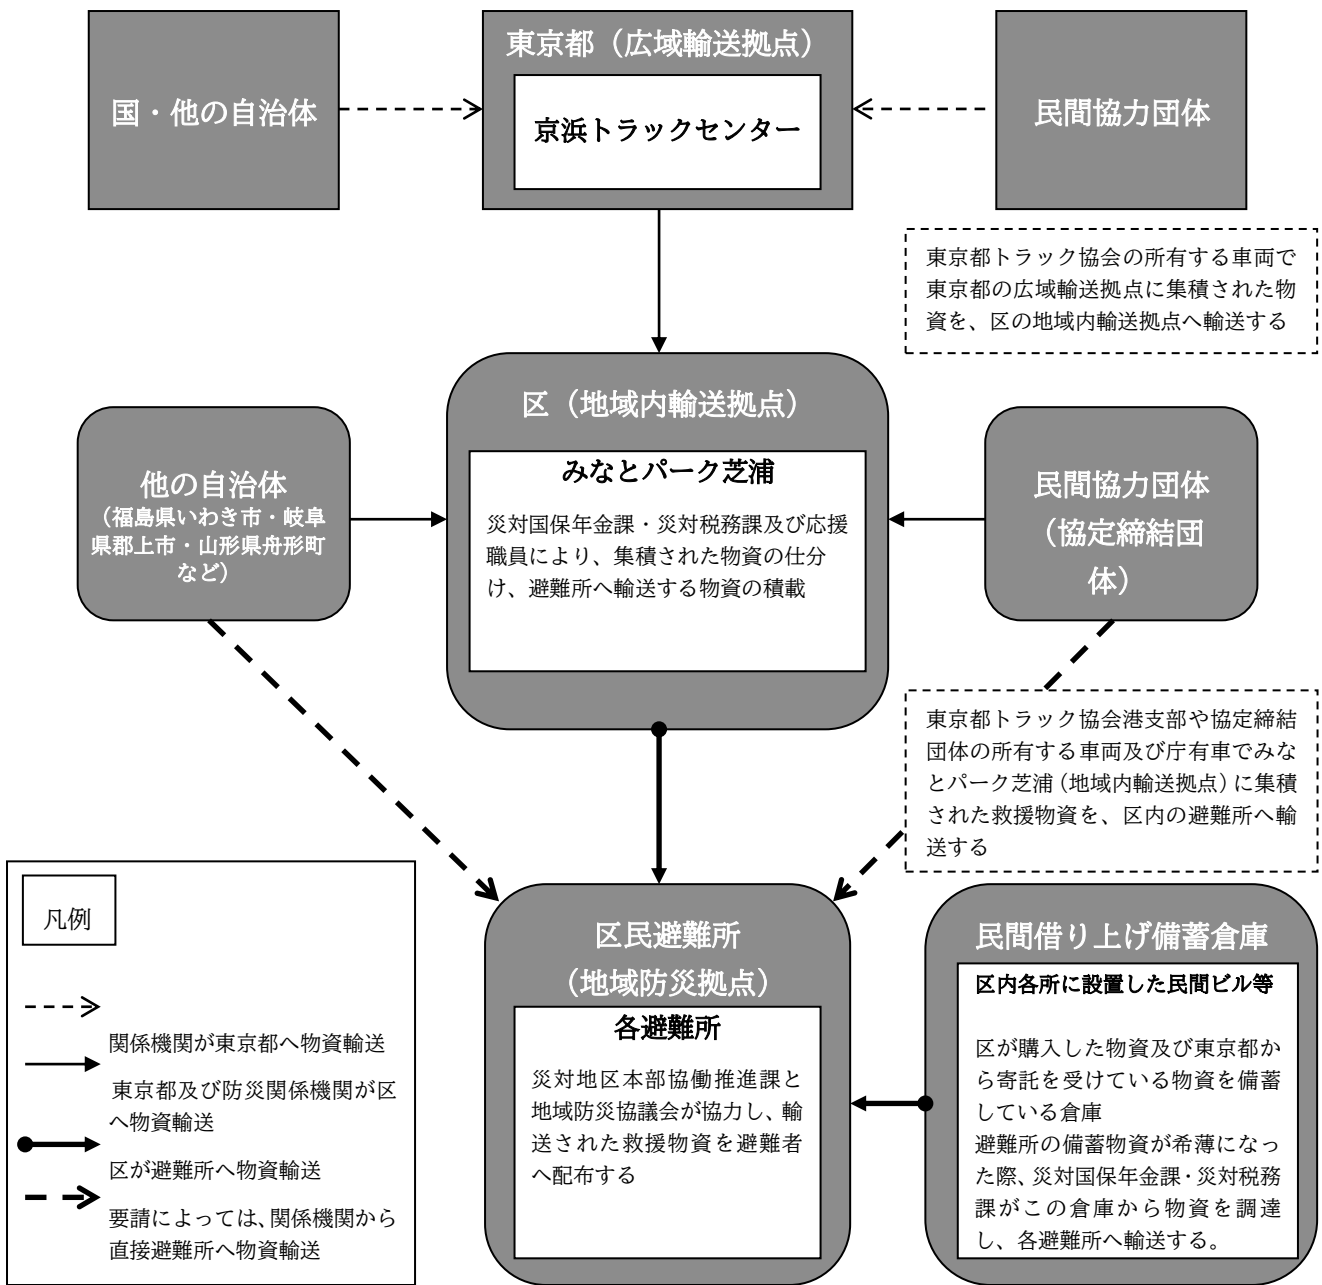 国・他の自治体
東京都（広域輸送拠点）
京浜トラックセンター
民間協力団体
東京都トラック協会の所有する車両で
東京都の広域輸送拠点に集積された物
資を、区の地域内輸送拠点へ輸送する
他の自治体
（福島県いわき市・岐阜
県郡上市・山形県舟形町
など）
区（地域内輸送拠点）
みなとパーク芝浦
災対国保年金課・災対税務課及び応援
職員により、集積された物資の仕分
け、避難所へ輸送する物資の積載
民間協力団体
（協定締結団
体）
東京都トラック協会港支部や協定締結
団体の所有する車両及び庁有車でみな
とパーク芝浦（地域内輸送拠点）に集積
された救援物資を、区内の避難所へ輸
送する
凡例
関係機関が東京都へ物資輸送
東京都及び防災関係機関が区
へ物資輸送
区が避難所へ物資輸送
要請によっては、関係機関から
直接避難所へ物資輸送
区民避難所
（地域防災拠点）
各避難所
災対地区本部協働推進課と
地域防災協議会が協力し、輸
送された救援物資を避難者
へ配布する
民間借り上げ備蓄倉庫
区内各所に設置した民間ビル等
区が購入した物資及び東京都か
ら寄託を受けている物資を備蓄
している倉庫
避難所の備蓄物資が希薄になっ
た際、災対国保年金課・災対税務
課がこの倉庫から物資を調達
し、各避難所へ輸送する。